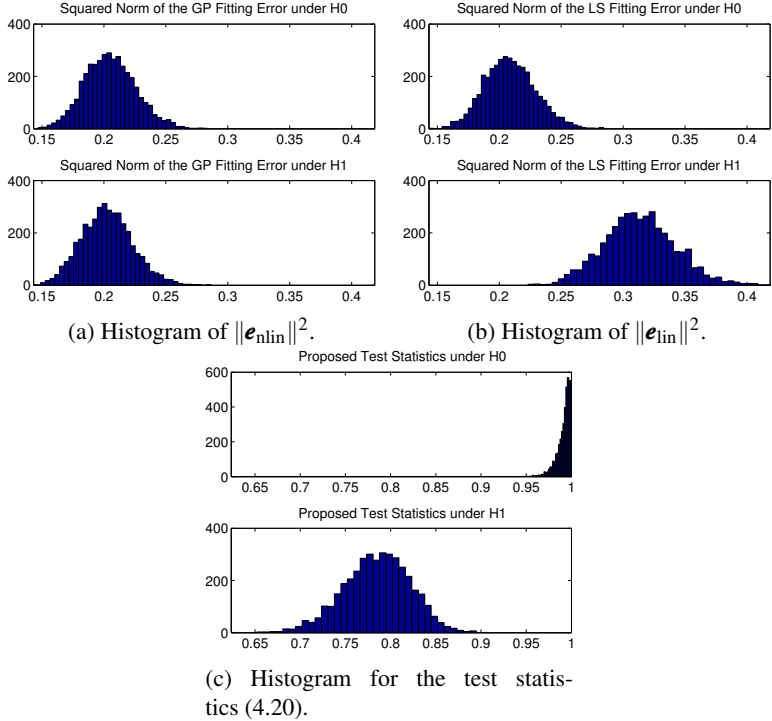 Squared Norm of the GP Fitting Error under H0
400
200
0
0.15 0.2 0.25 0.3 0.35 0.4
Squared Norm of the GP Fitting Error under H1
400
200
0
0.15 0.2 0.25 0.3 0.35 0.4
(a) Histogram of ∥e_nlin∥².
Squared Norm of the LS Fitting Error under H0
400
200
0
0.15 0.2 0.25 0.3 0.35 0.4
Squared Norm of the LS Fitting Error under H1
400
200
0
0.15 0.2 0.25 0.3 0.35 0.4
(b) Histogram of ∥e_lin∥².
Proposed Test Statistics under H0
600
400
200
0
0.65 0.7 0.75 0.8 0.85 0.9 0.95 1
Proposed Test Statistics under H1
400
200
0
0.65 0.7 0.75 0.8 0.85 0.9 0.95 1
(c) Histogram for the test statis-
tics (4.20).